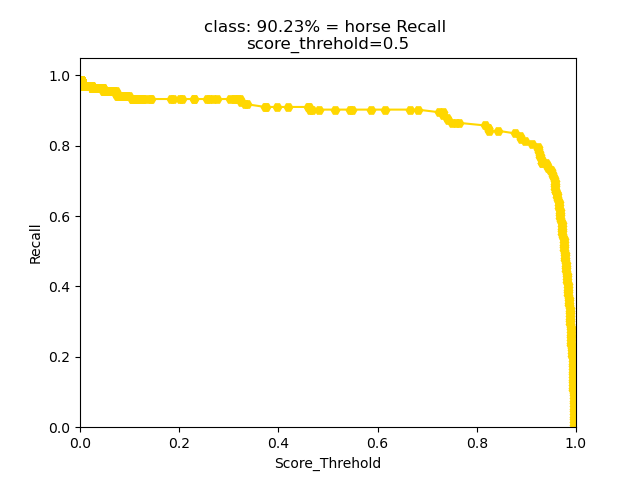 class: 90.23% = horse Recall
score_threhold=0.5
1.0
0.8
0.6
0.4
0.2
0.0
Recall
0.0 0.2 0.4 0.6 0.8 1.0
Score_Threhold